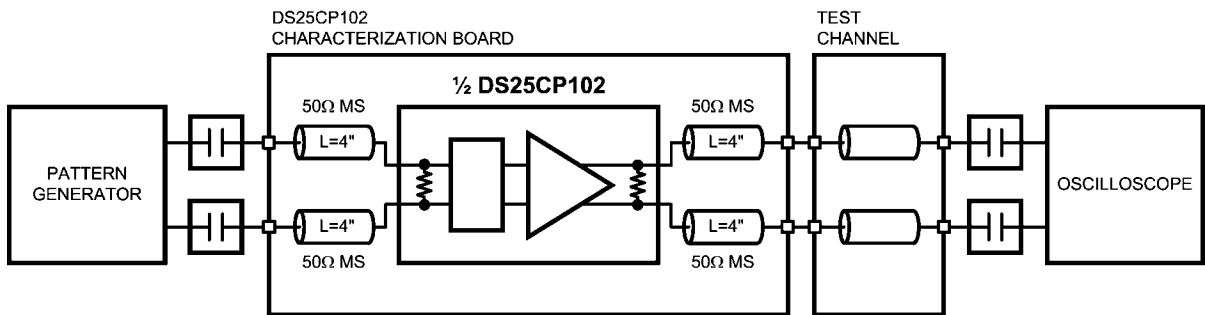 DS25CP102
CHARACTERIZATION BOARD
TEST
CHANNEL
½ DS25CP102
50Ω MS
50Ω MS
L=4"
L=4"
PATTERN
GENERATOR
OSCILLOSCOPE
L=4"
L=4"
50Ω MS
50Ω MS